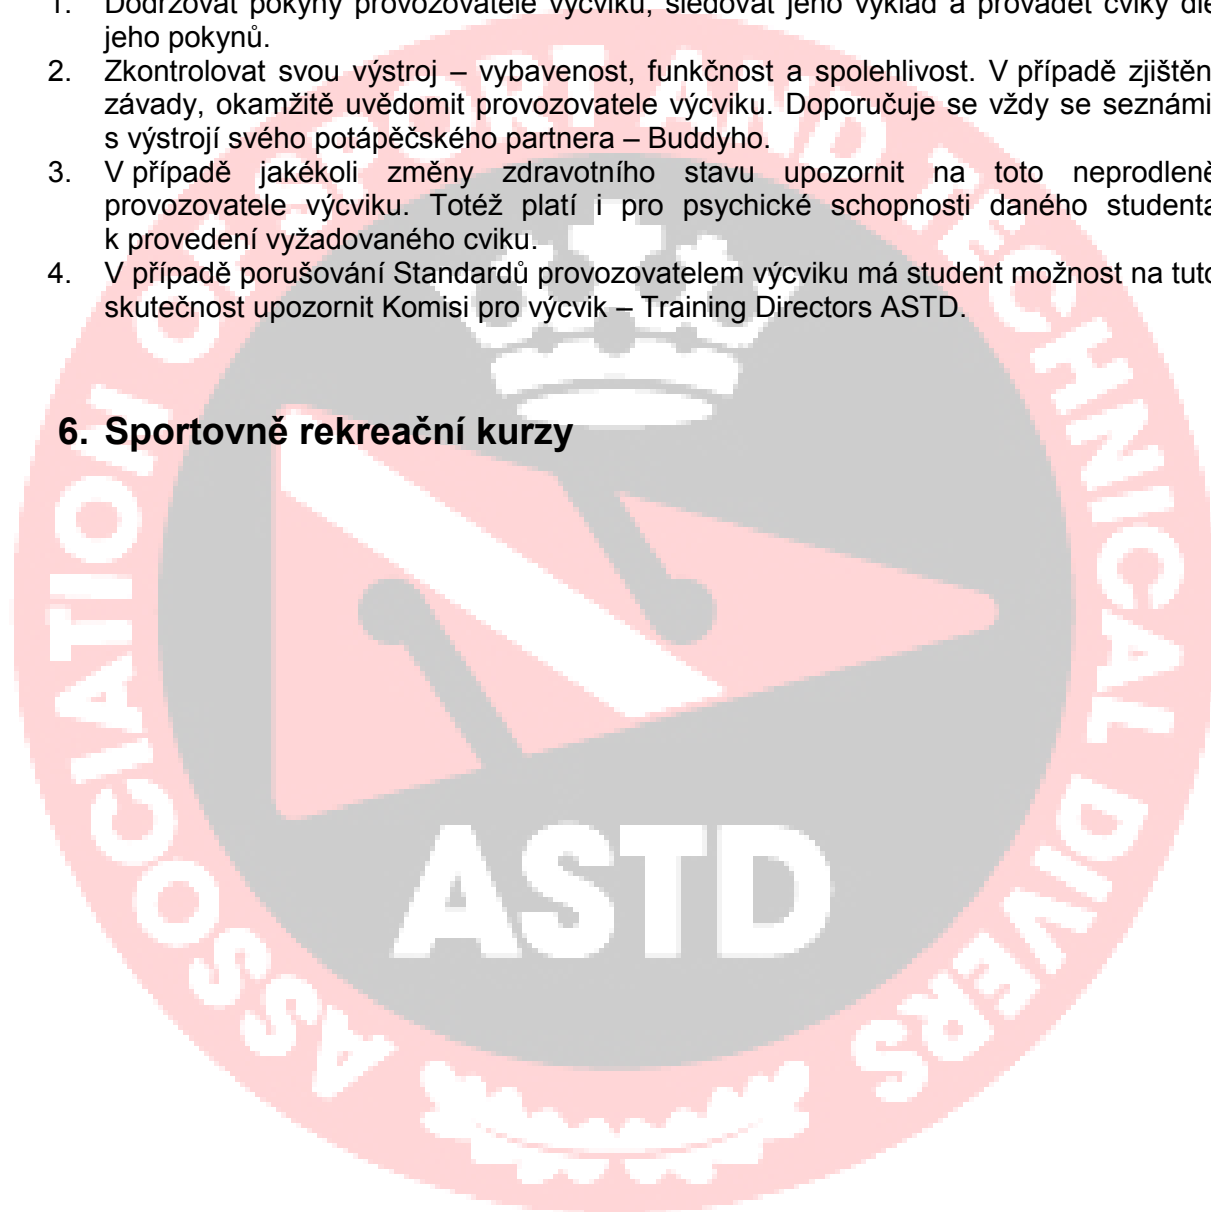 1. Dodržovat pokyny provozovatele výcviku, sledovat jeho výklad a provádět cviky dle
jeho pokynů.
2. Zkontrolovat svou výstroj – vybavenost, funkčnost a spolehlivost. V případě zjištěn
závady, okamžitě uvědomit provozovatele výcviku. Doporučuje se vždy se seznámi
s výstrojí svého potápěčského partnera – Buddyho.
3. V případě jakékoli změny zdravotního stavu upozornit na toto neprodleně
provozovatele výcviku. Totéž platí i pro psychické schopnosti daného studenta
k provedení vyžadovaného cviku.
4. V případě porušování Standardů provozovatelem výcviku má student možnost na tuto
skutečnost upozornit Komisi pro výcvik – Training Directors ASTD.
6. Sportovně rekreační kurzy
ASSOCIATION OF SPORT AND TECHNICAL DIVERS
ASTD